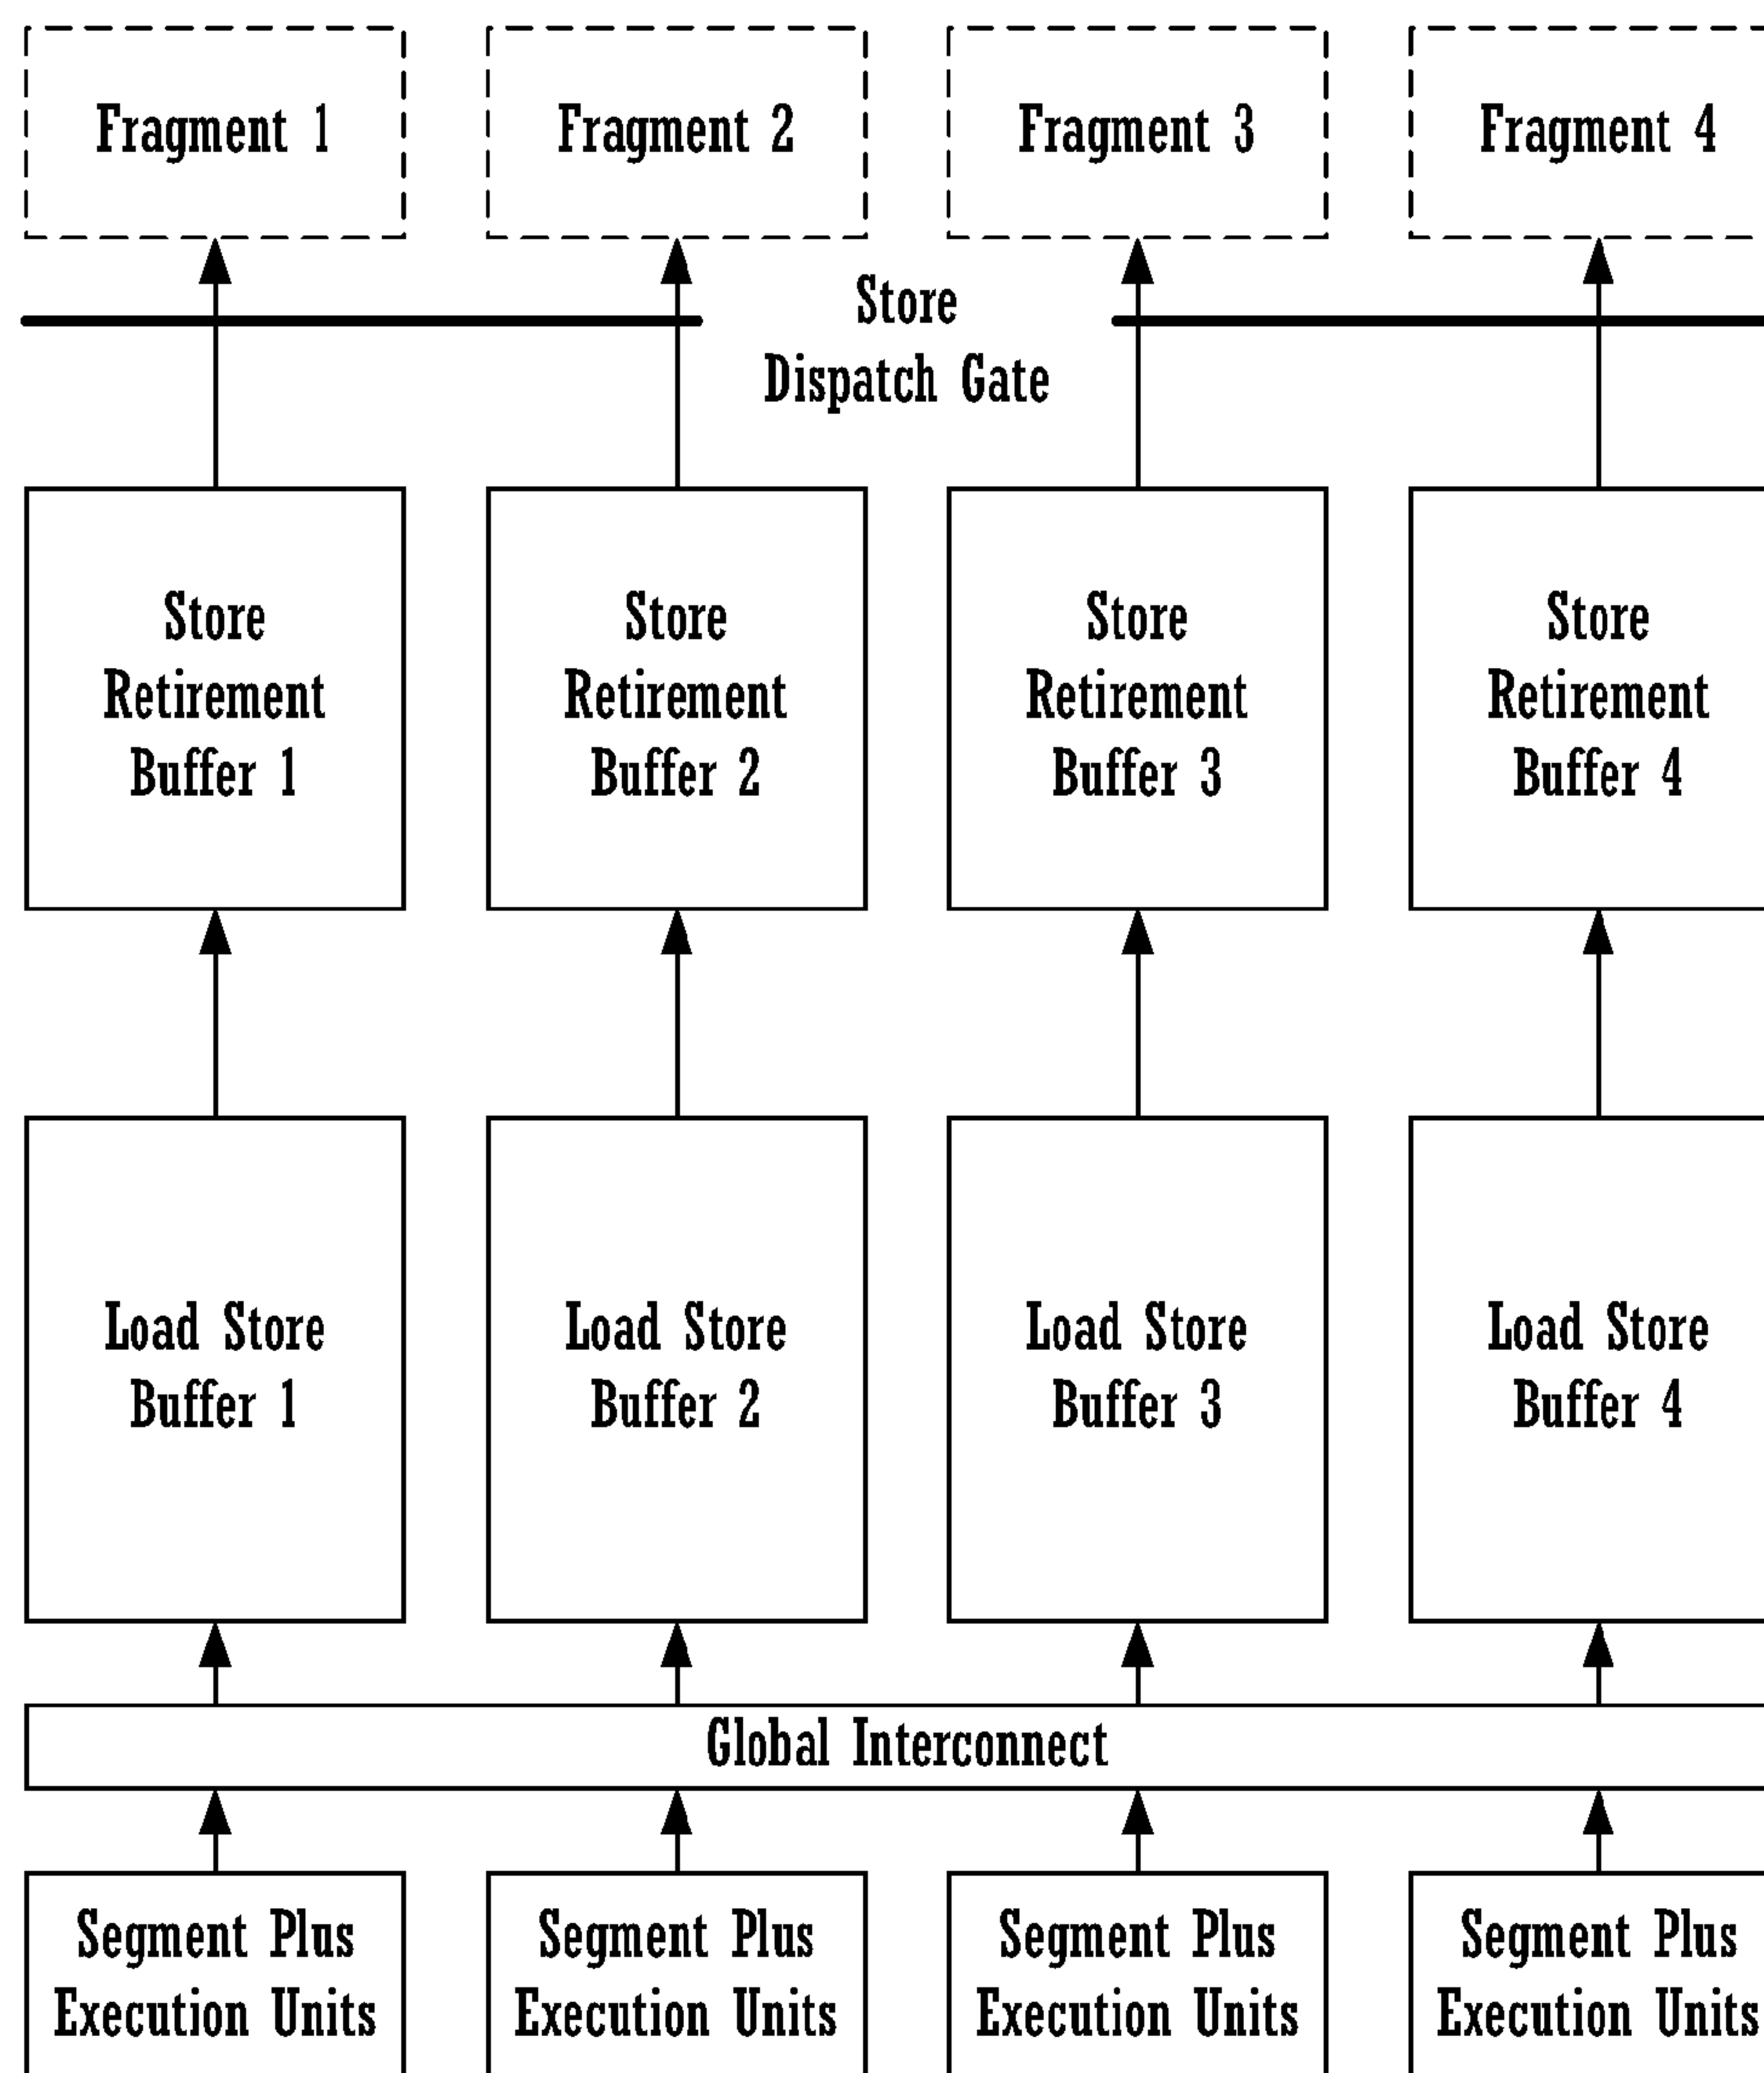 Fragment 1
Fragment 2
Fragment 3
Fragment 4
Store
Dispatch Gate
Store
Retirement
Buffer 1
Store
Retirement
Buffer 2
Store
Retirement
Buffer 3
Store
Retirement
Buffer 4
Load Store
Buffer 1
Load Store
Buffer 2
Load Store
Buffer 3
Load Store
Buffer 4
Global Interconnect
Segment Plus
Execution Units
Segment Plus
Execution Units
Segment Plus
Execution Units
Segment Plus
Execution Units